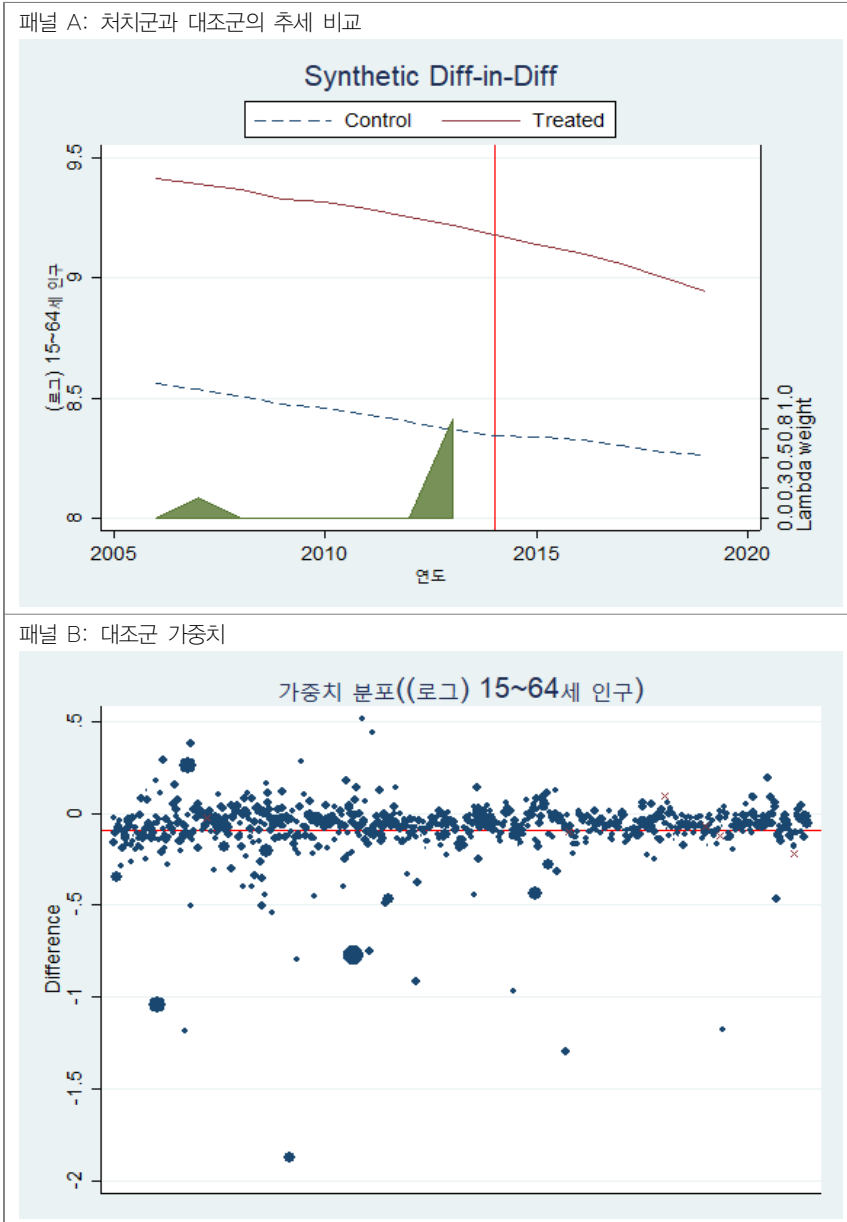 패널 A: 처치군과 대조군의 추세 비교
Synthetic Diff-in-Diff
Control Treated
(로그) 15~64세 인구
9.5
9
8.5
8
0.00.30.50.81.0
Lambda weight
2005 2010 2015 2020
연도
패널 B: 대조군 가중치
가중치 분포((로그) 15~64세 인구)
Difference
.5
0
-.5
-1
-1.5
-2